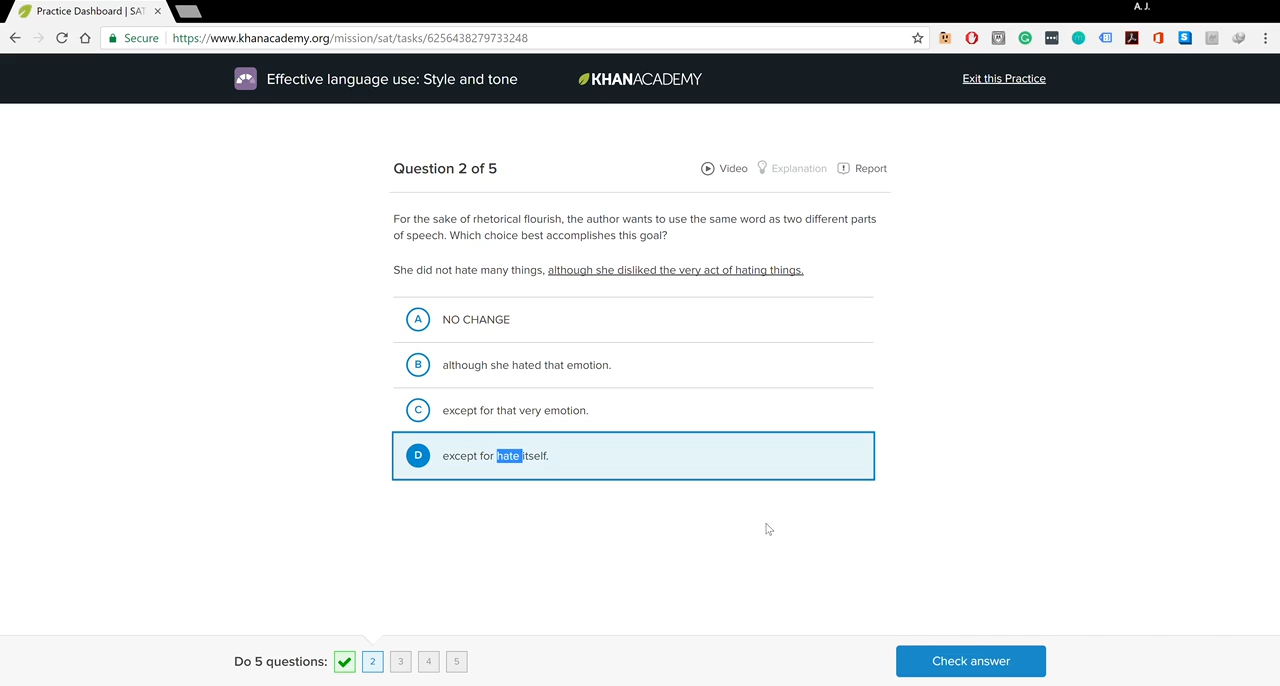 Practice Dashboard | SAT
A. J.
Secure
https://www.khanacademy.org/mission/sat/tasks/6256438279733248
Effective language use: Style and tone
KHANACADEMY
Exit this Practice
Question 2 of 5
Video
Explanation
Report
For the sake of rhetorical flourish, the author wants to use the same word as two different parts
of speech. Which choice best accomplishes this goal?
She did not hate many things, although she disliked the very act of hating things.
A NO CHANGE
B although she hated that emotion.
C except for that very emotion.
D except for hate itself.
Do 5 questions:
2
3
4
5
Check answer